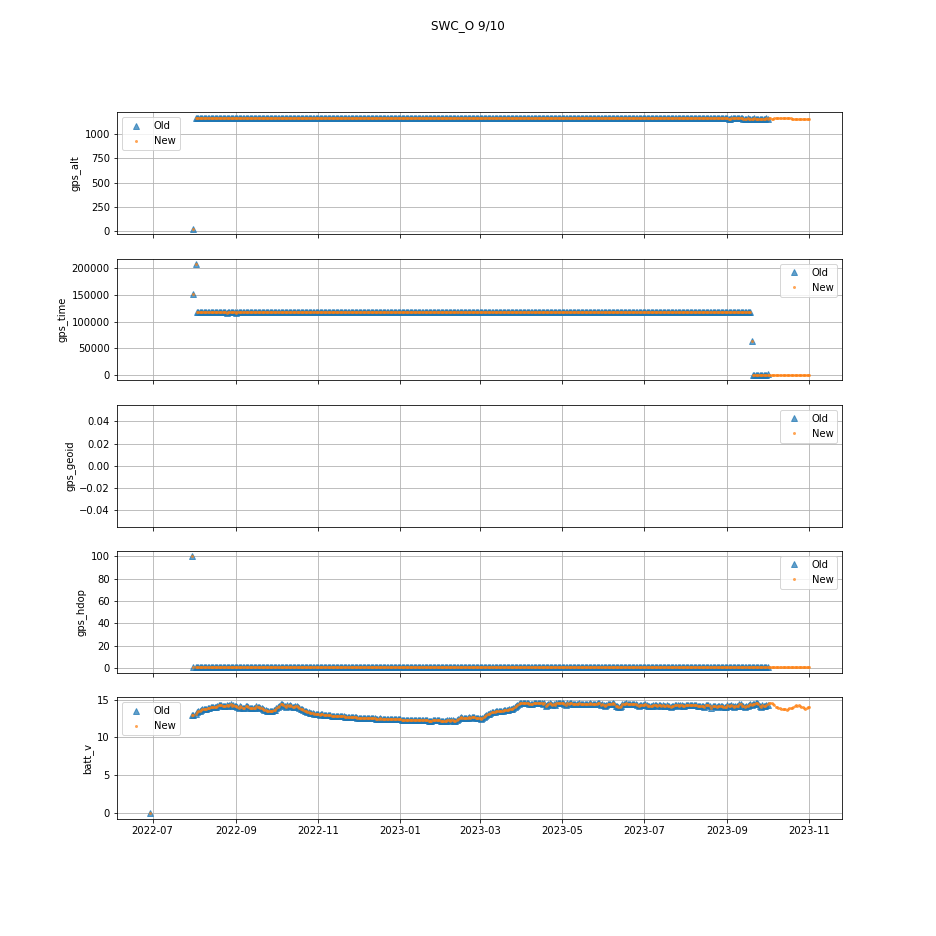 SWC_O 9/10
Old
New
1000
750
500
250
0
gps_alt
Old
New
200000
150000
100000
50000
0
gps_time
Old
New
0.04
0.02
0.00
−0.02
−0.04
gps_geoid
Old
New
100
80
60
40
20
0
gps_hdop
Old
New
15
10
5
0
batt_v
2022-07 2022-09 2022-11 2023-01 2023-03 2023-05 2023-07 2023-09 2023-11